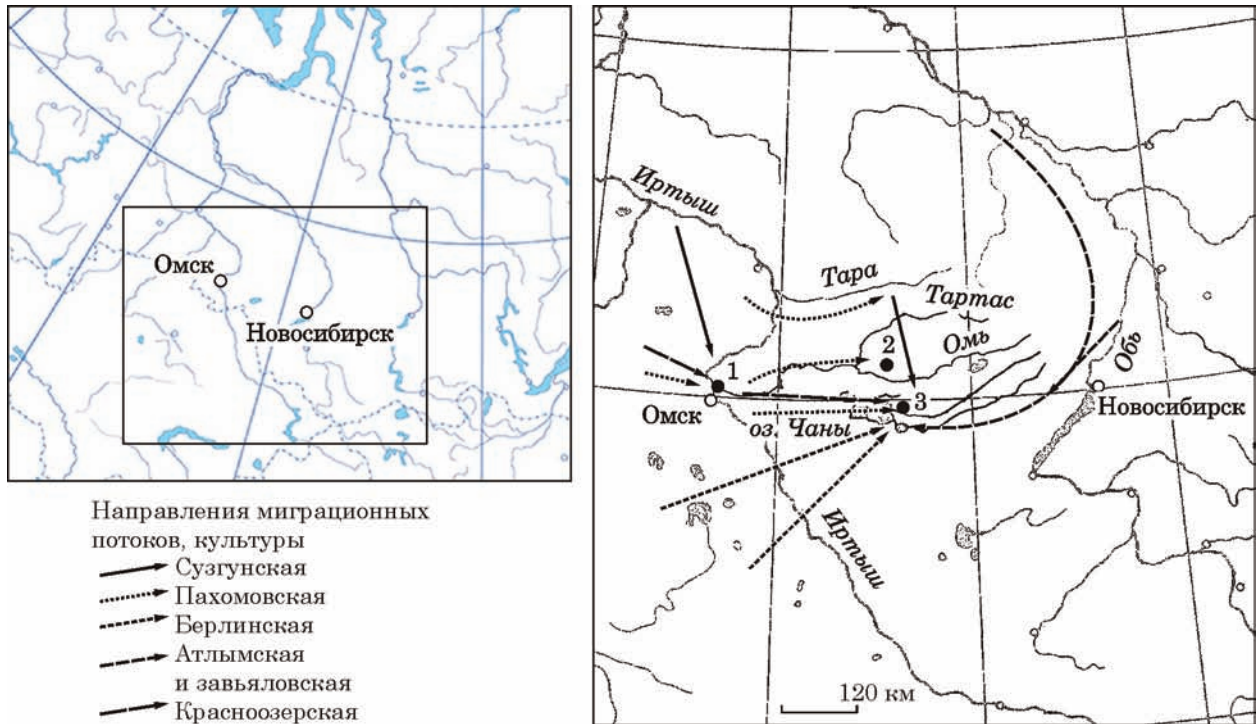 Омск
Новосибирск
Направления миграционных
потоков, культуры
Сузгунская
Пахомовская
Берлинская
Атлымская
и завьяловская
Красноозерская
Иртыш
Тара
Тартас
2
Омь
Обь
1
Омск
3
Новосибирск
оз. Чаны
Иртыш
120 км